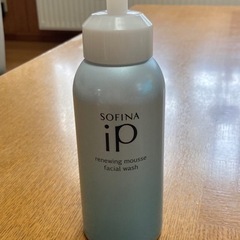 SOFINA
iP
renewing mousse
facial wash